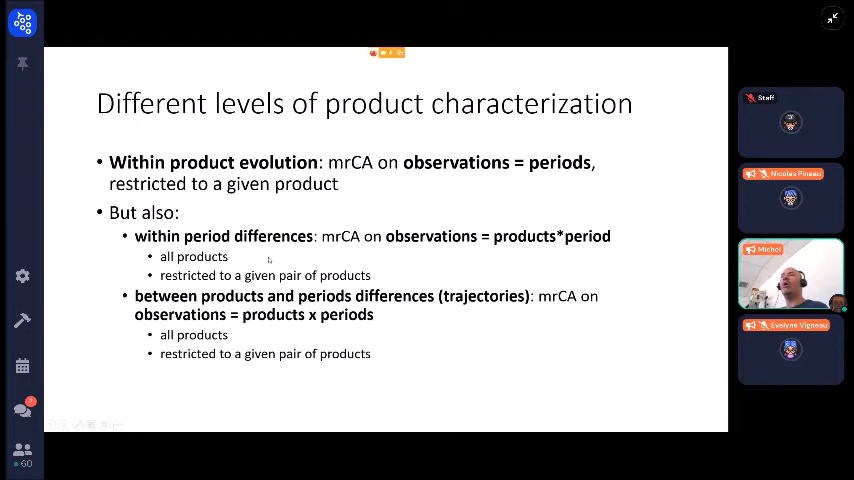 Different levels of product characterization
• Within product evolution: mrCA on observations = periods,
restricted to a given product
• But also:
• within period differences: mrCA on observations = products*period
• all products
• restricted to a given pair of products
• between products and periods differences (trajectories): mrCA on
observations = products x periods
• all products
• restricted to a given pair of products
Staff
Nicolas Pineau
Michel
Evelyne Vigneau
7
60